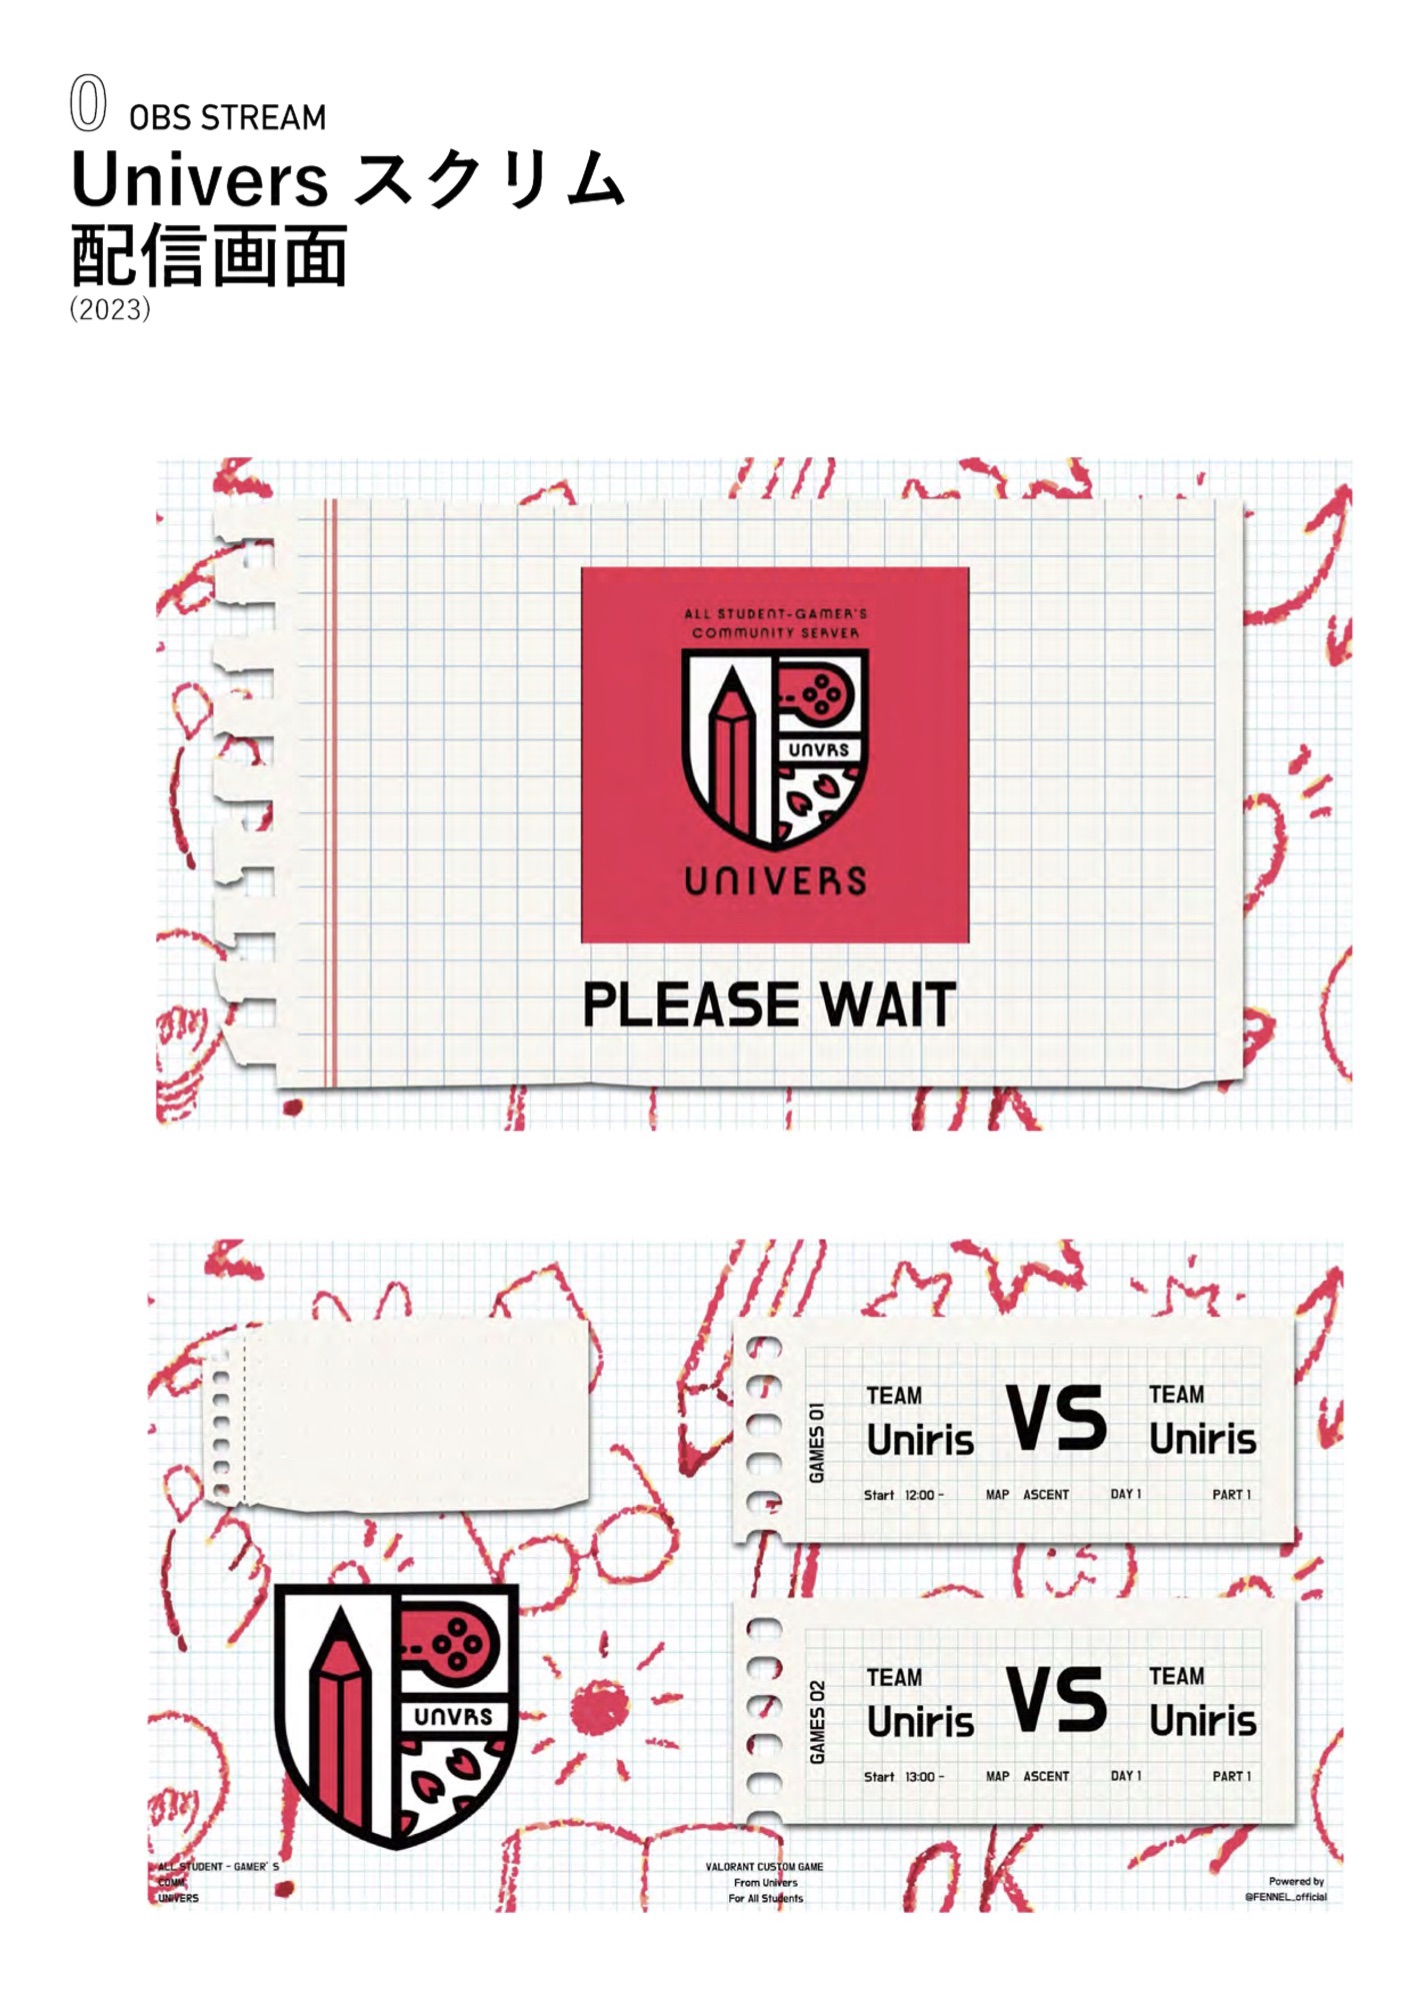 0 OBS STREAM
Univers スクリム
配信画面
(2023)
ALL STUDENT-GAMER'S
COMMUNITY SERVER
UNVRS
UNIVERS
PLEASE WAIT
GAMES 01
TEAM
Uniris
VS
TEAM
Uniris
Start 12:00 -
MAP ASCENT
DAY 1
PART 1
UNVRS
GAMES 02
TEAM
Uniris
VS
TEAM
Uniris
Start 13:00 -
MAP ASCENT
DAY 1
PART 1
OK
ALL STUDENT - GAMER' S
COMM
UNIVERS
VALORANT CUSTOM GAME
From Univers
For All Students
Powered by
@FENNEL_official